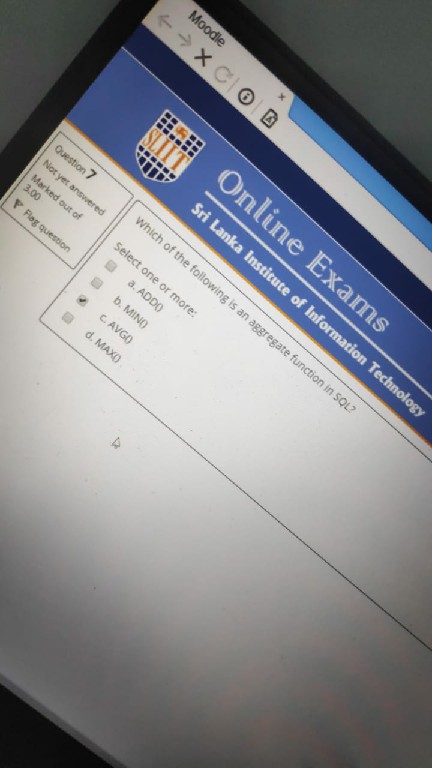 Moodle
SLIIT
Online Exams
Sri Lanka Institute of Information Technology
Question 7
Not yet answered
Marked out of
3.00
Flag question
Which of the following is an aggregate function in SQL?
Select one or more:
a. ADD()
b. MIN()
c. AVG()
d. MAX()